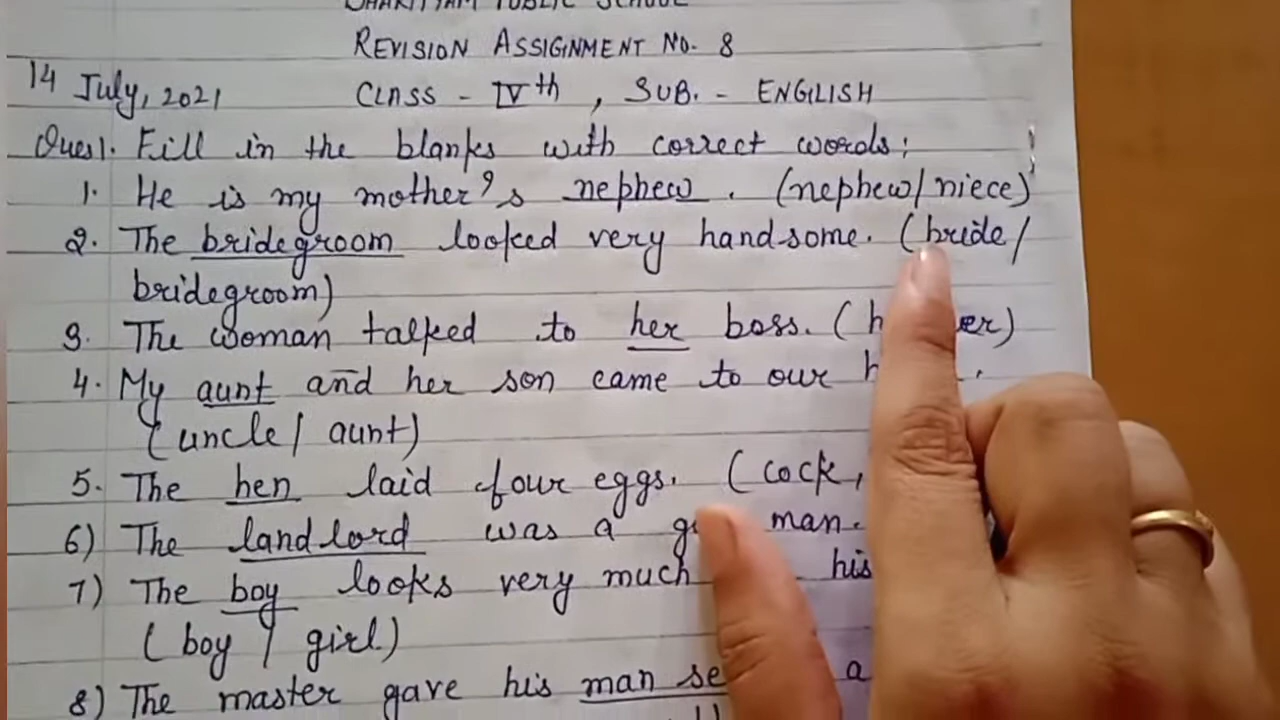 PUBLIC SCHOOL
REVISION ASSIGNMENT NO. 8
14 July, 2021 CLASS - IVth, SUB. - ENGILISH
Ques1. Fill in the blanks with correct words:
1. He is my mother's nephew. (nephew/niece)
2. The bridegroom looked very handsome. (bride/
bridegroom)
3. The woman talked to her boss. (
4. My aunt and her son came to our
(uncle/ aunt)
5. The hen laid four eggs. (cock,
6) The landlord was a man.
7) The boy looks very much his
(boy / girl)
8) The master gave his man a